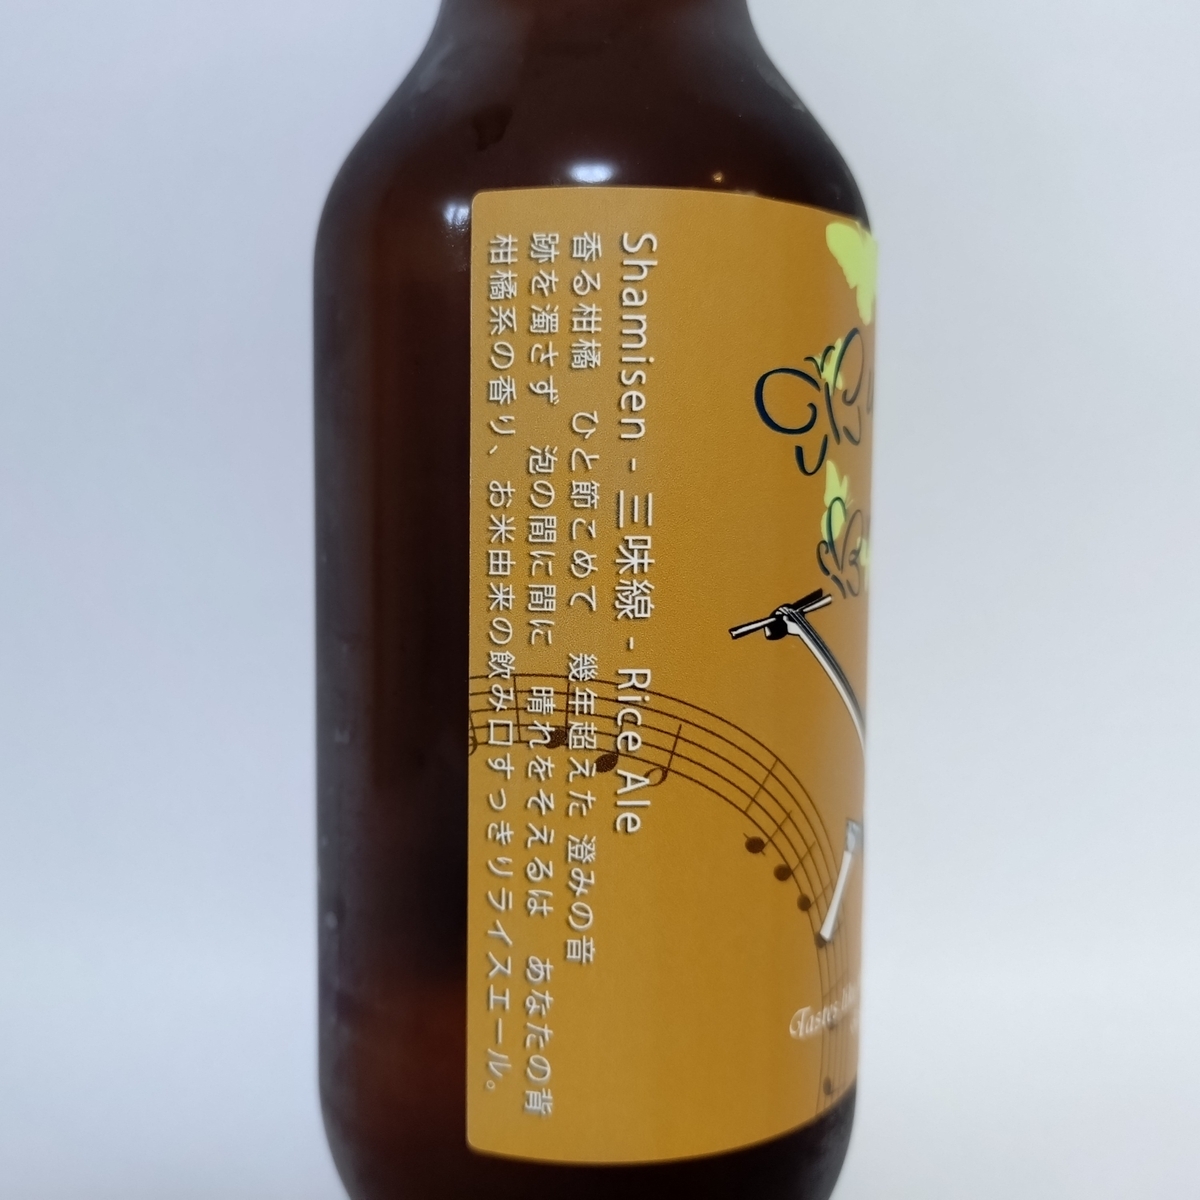 Shamisen - 三味線 - Rice Ale
香る柑橘　ひと節こめて　幾年超えた 澄みの音
跡を濁さず　泡の間に間に　晴れをそえるは　あなたの背
柑橘系の香り、お米由来の飲み口すっきりライスエール。
Tastes